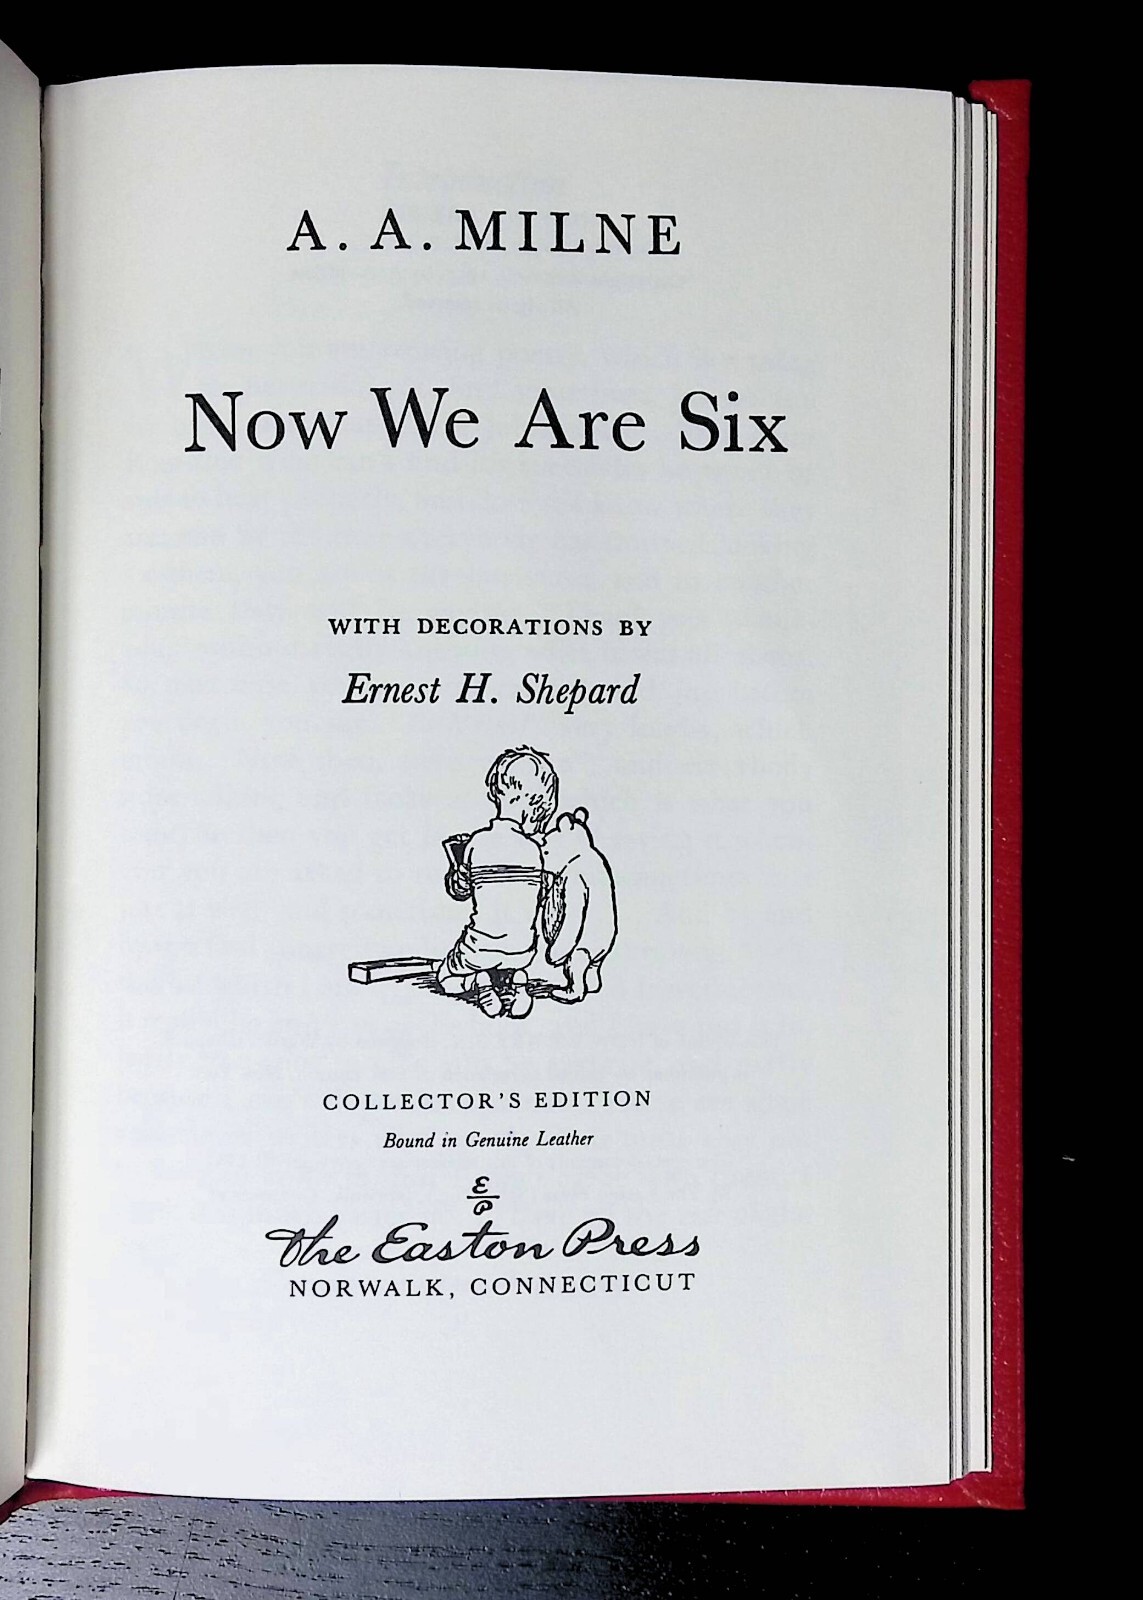 A. A. MILNE
Now We Are Six
WITH DECORATIONS BY
Ernest H. Shepard
COLLECTOR'S EDITION
Bound in Genuine Leather
E
P
The Easton Press
NORWALK, CONNECTICUT